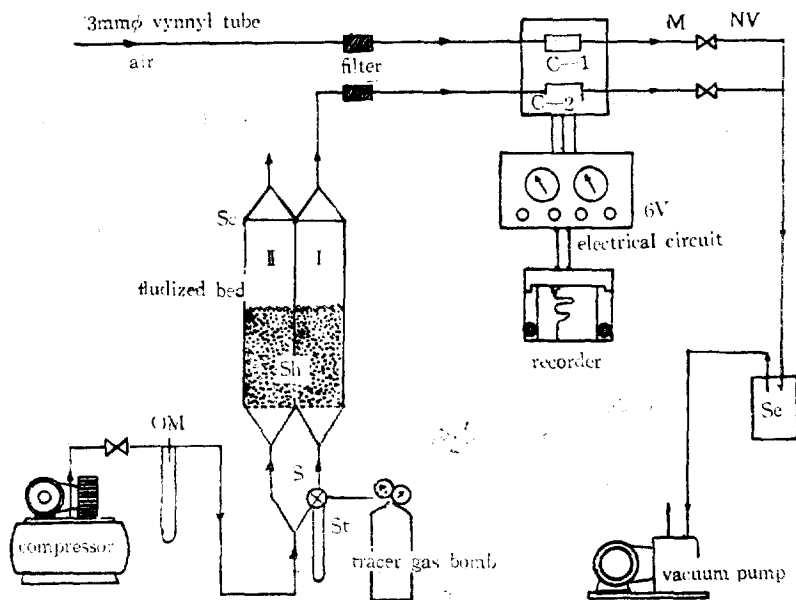 3mmφ vynnyl tube
M NV
air
filter
C—1
C—2
6V
electrical circuit
Sc
II I
fludized bed
Sh
recorder
Se
OM
S
St
compressor
tracer gas bomb
vacuum pump